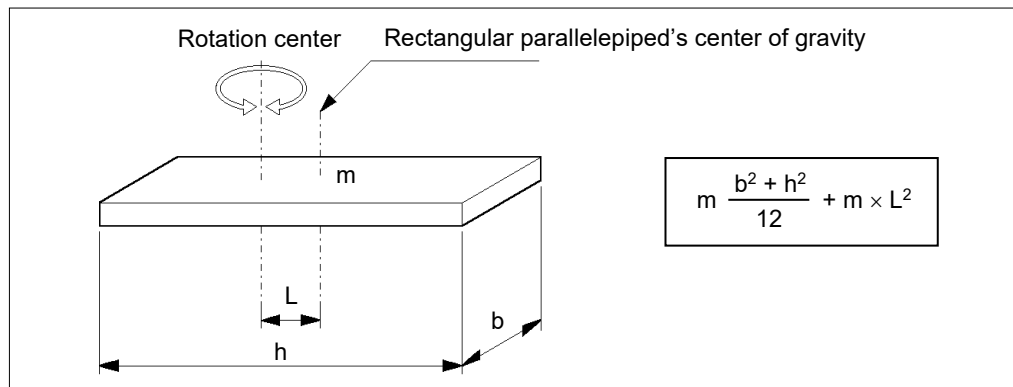 Rotation center
Rectangular parallelepiped’s center of gravity
m
m b² + h² / 12 + m × L²
L
b
h